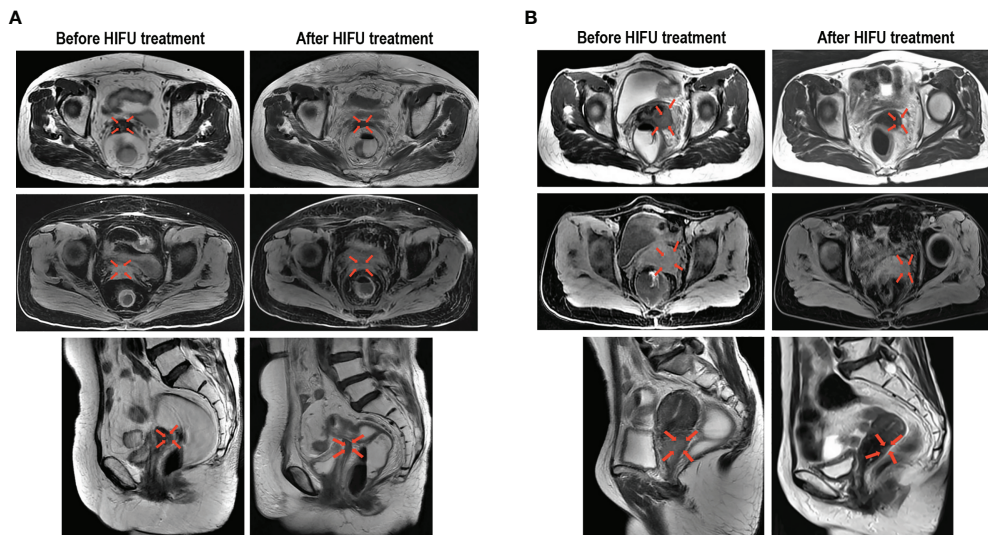 A
Before HIFU treatment
After HIFU treatment
B
Before HIFU treatment
After HIFU treatment